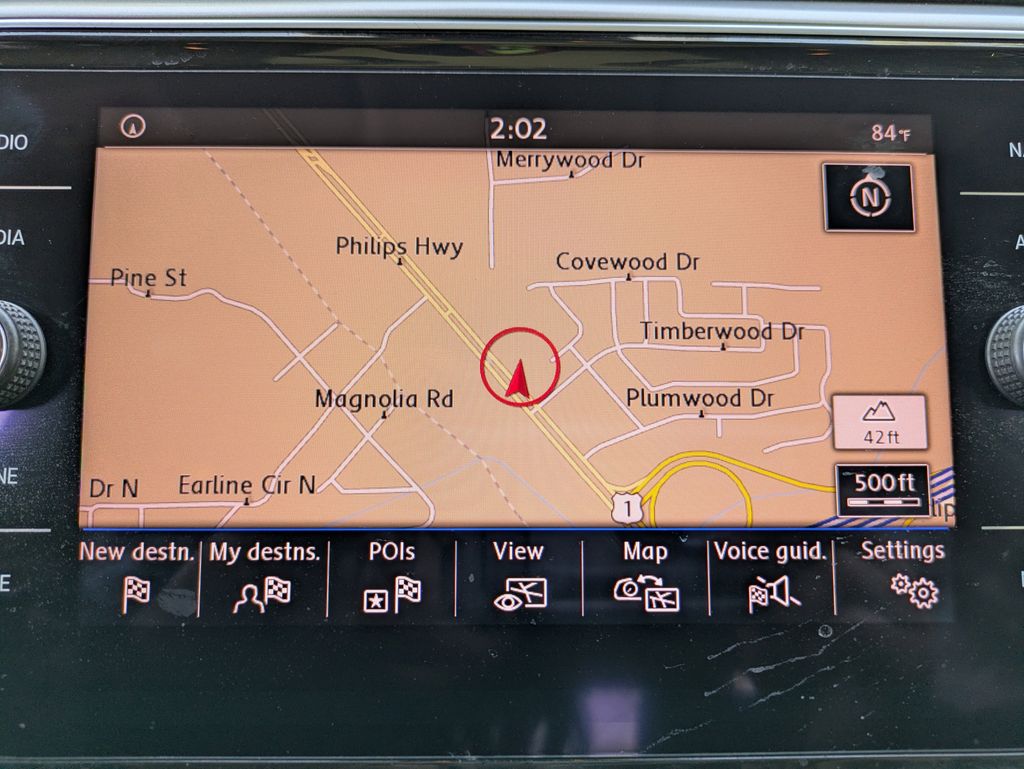 2:02
84°F
DIO
N
Merrywood Dr
N
DIA
A
Philips Hwy
Covewood Dr
Pine St
Timberwood Dr
Magnolia Rd
Plumwood Dr
42ft
NE
Dr N
Earline Cir N
500ft
1
lip
New destn.
My destns.
POIs
View
Map
Voice guid.
Settings
E